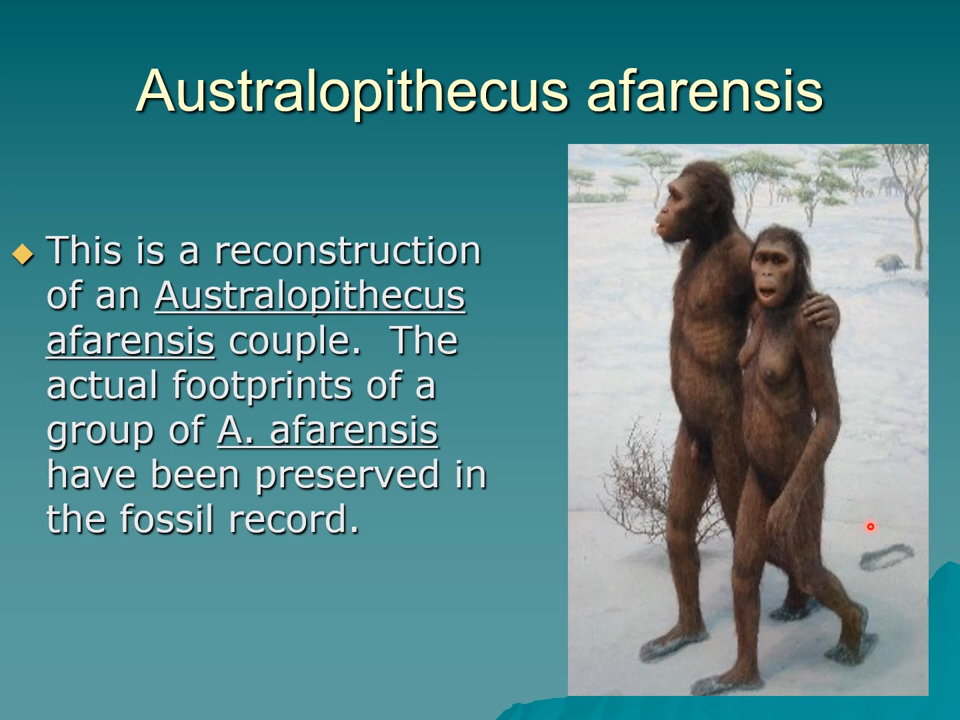 Australopithecus afarensis
This is a reconstruction
of an Australopithecus
afarensis couple.  The
actual footprints of a
group of A. afarensis
have been preserved in
the fossil record.